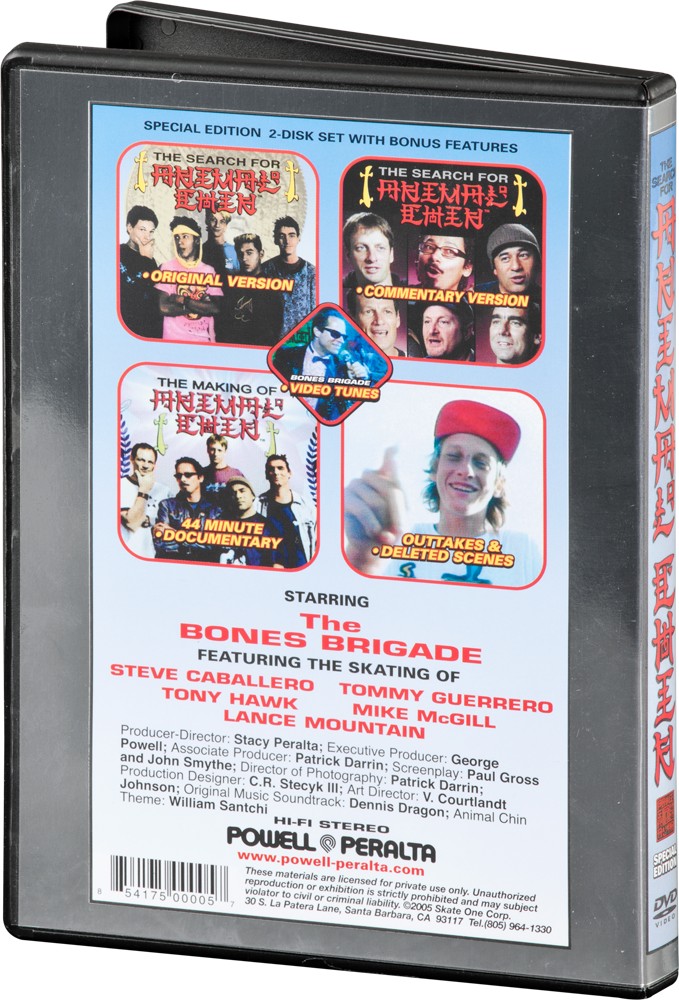 SPECIAL EDITION 2-DISK SET WITH BONUS FEATURES
THE SEARCH FOR
ANIMAL
CHIN
• ORIGINAL VERSION
THE SEARCH FOR
ANIMAL
CHIN™
• COMMENTARY VERSION
BONES BRIGADE
• VIDEO TUNES
THE MAKING OF
ANIMAL
CHIN™
44 MINUTE
• DOCUMENTARY
OUTTAKES &
• DELETED SCENES
STARRING
The
BONES BRIGADE
FEATURING THE SKATING OF
STEVE CABALLERO TOMMY GUERRERO
TONY HAWK MIKE McGILL
LANCE MOUNTAIN
Producer-Director: Stacy Peralta; Executive Producer: George
Powell; Associate Producer: Patrick Darrin; Screenplay: Paul Gross
and John Smythe; Director of Photography: Patrick Darrin;
Production Designer: C.R. Stecyk III; Art Director: V. Courtlandt
Johnson; Original Music Soundtrack: Dennis Dragon; Animal Chin
Theme: William Santchi
HI-FI STEREO
POWELL PERALTA
www.powell-peralta.com
8 54175 00005 7
These materials are licensed for private use only. Unauthorized
reproduction or exhibition is strictly prohibited and may subject
violator to civil or criminal liability. ©2005 Skate One Corp.
30 S. La Patera Lane, Santa Barbara, CA 93117 Tel.(805) 964-1330
THE
SEARCH
FOR
ANIMAL CHIN
SPECIAL
EDITION
DVD
VIDEO